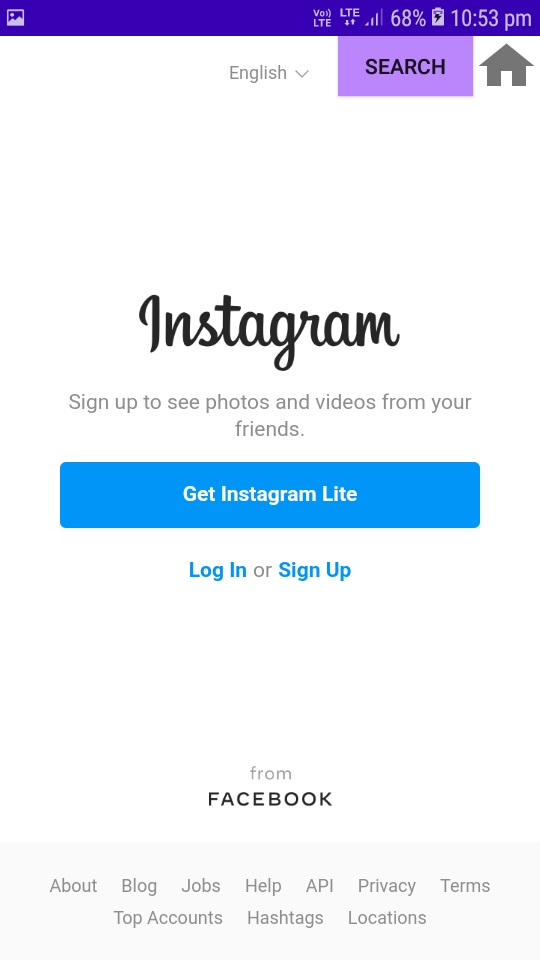 Vo)) LTE LTE 68% 10:53 pm
English SEARCH
Instagram
Sign up to see photos and videos from your
friends.
Get Instagram Lite
Log In or Sign Up
from
FACEBOOK
About Blog Jobs Help API Privacy Terms
Top Accounts Hashtags Locations